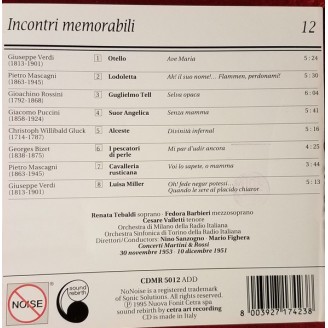 Incontri memorabili 12
Giuseppe Verdi 1 Otello Ave Maria 5 : 24
(1813-1901)
Pietro Mascagni 2 Lodoletta Ah! il suo nome!... Flammen, perdonami! 5 : 30
(1863-1945)
Gioachino Rossini 3 Guglielmo Tell Selva opaca 6 : 04
(1792-1868)
Giacomo Puccini 4 Suor Angelica Senza mamma 6 : 41
(1858-1924)
Christoph Willibald Gluck 5 Alceste Divinità infernal 5 : 16
(1714-1787)
Georges Bizet 6 I pescatori Mi par d'udir ancora 4 : 25
(1838-1875) di perle
Pietro Mascagni 7 Cavalleria Voi lo sapete, o mamma 5 : 44
(1863-1945) rusticana
Giuseppe Verdi 8 Luisa Miller Oh! fede negar potessi... 5 : 13
(1813-1901) Quando le sere al placido chiaror
Renata Tebaldi soprano - Fedora Barbieri mezzosoprano
Cesare Valletti tenore
Orchestra di Milano della Radio Italiana
Orchestra Sinfonica di Torino della Radio Italiana
Direttore/Conductors: Nino Sanzogno - Mario Fighera
Concerti Martini & Rossi
30 novembre 1953 - 10 dicembre 1951
CDMR 5012 ADD
NoNoise is a registered trademark
of Sonic Solutions. All rights reserved.
℗ 1995 Nuova Fonit Cetra spa
sound rebirth by cetra art recording
CD is made in Italy
NOISE
sound
rebirth
8 003927 174238